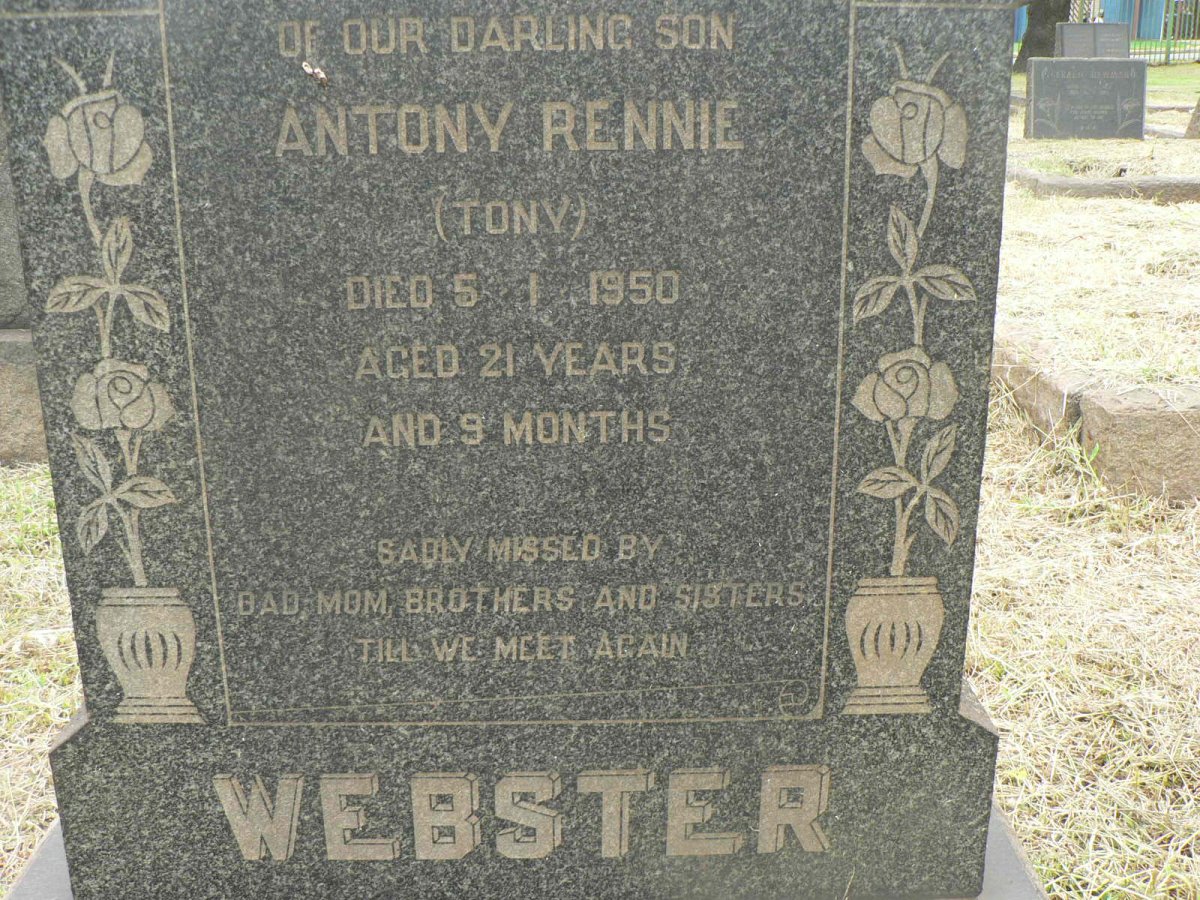 OF OUR DARLING SON
ANTONY RENNIE
(TONY)
DIED 5 1 1950
AGED 21 YEARS
AND 9 MONTHS
SADLY MISSED BY
DAD, MOM, BROTHERS AND SISTERS.
TILL WE MEET AGAIN
WEBSTER